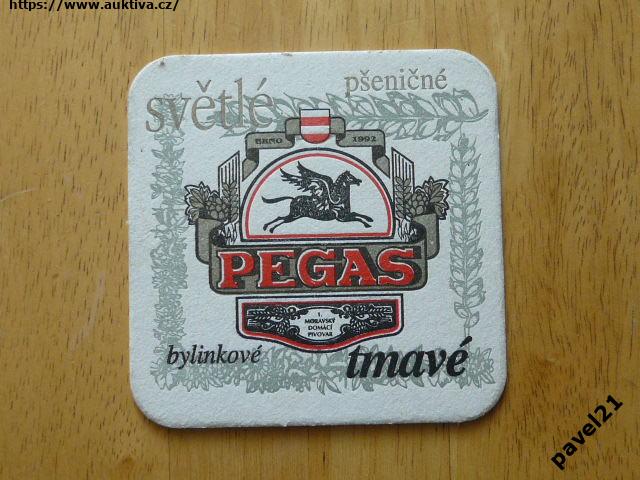 https://www.auktiva.cz/
světlé
pšeničné
BRNO 1992
PEGAS
1.
MORAVSKÝ
DOMÁCÍ
PIVOVAR
bylinkové
tmavé
pavel21